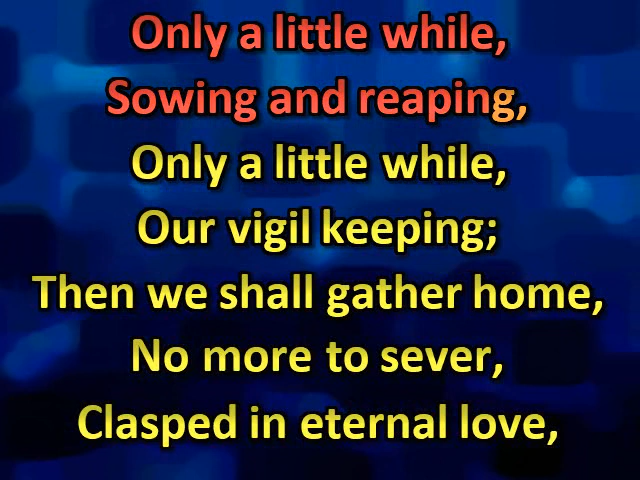 Only a little while,
Sowing and reaping,
Only a little while,
Our vigil keeping;
Then we shall gather home,
No more to sever,
Clasped in eternal love,